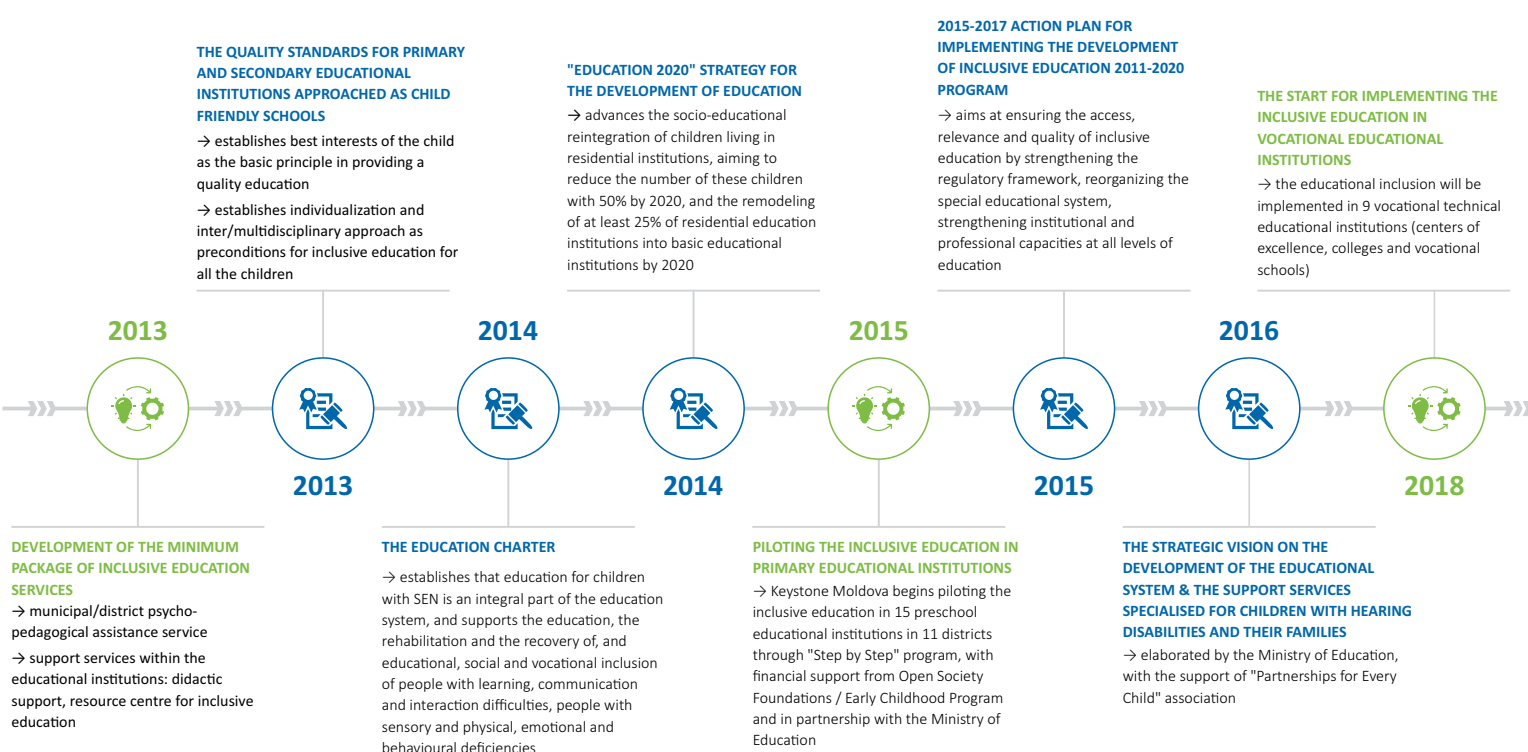 THE QUALITY STANDARDS FOR PRIMARY
AND SECONDARY EDUCATIONAL
INSTITUTIONS APPROACHED AS CHILD
FRIENDLY SCHOOLS
→ establishes best interests of the child
as the basic principle in providing a
quality education
→ establishes individualization and
inter/multidisciplinary approach as
preconditions for inclusive education for
all the children
"EDUCATION 2020" STRATEGY FOR
THE DEVELOPMENT OF EDUCATION
→ advances the socio-educational
reintegration of children living in
residential institutions, aiming to
reduce the number of these children
with 50% by 2020, and the remodeling
of at least 25% of residential education
institutions into basic educational
institutions by 2020
2015-2017 ACTION PLAN FOR
IMPLEMENTING THE DEVELOPMENT
OF INCLUSIVE EDUCATION 2011-2020
PROGRAM
→ aims at ensuring the access,
relevance and quality of inclusive
education by strengthening the
regulatory framework, reorganizing the
special educational system,
strengthening institutional and
professional capacities at all levels of
education
THE START FOR IMPLEMENTING THE
INCLUSIVE EDUCATION IN
VOCATIONAL EDUCATIONAL
INSTITUTIONS
→ the educational inclusion will be
implemented in 9 vocational technical
educational institutions (centers of
excellence, colleges and vocational
schools)
2013
2014
2015
2016
2013
2014
2015
2018
DEVELOPMENT OF THE MINIMUM
PACKAGE OF INCLUSIVE EDUCATION
SERVICES
→ municipal/district psycho-
pedagogical assistance service
→ support services within the
educational institutions: didactic
support, resource centre for inclusive
education
THE EDUCATION CHARTER
→ establishes that education for children
with SEN is an integral part of the education
system, and supports the education, the
rehabilitation and the recovery of, and
educational, social and vocational inclusion
of people with learning, communication
and interaction difficulties, people with
sensory and physical, emotional and
behavioural deficiencies
PILOTING THE INCLUSIVE EDUCATION IN
PRIMARY EDUCATIONAL INSTITUTIONS
→ Keystone Moldova begins piloting the
inclusive education in 15 preschool
educational institutions in 11 districts
through "Step by Step" program, with
financial support from Open Society
Foundations / Early Childhood Program
and in partnership with the Ministry of
Education
THE STRATEGIC VISION ON THE
DEVELOPMENT OF THE EDUCATIONAL
SYSTEM & THE SUPPORT SERVICES
SPECIALISED FOR CHILDREN WITH HEARING
DISABILITIES AND THEIR FAMILIES
→ elaborated by the Ministry of Education,
with the support of "Partnerships for Every
Child" association